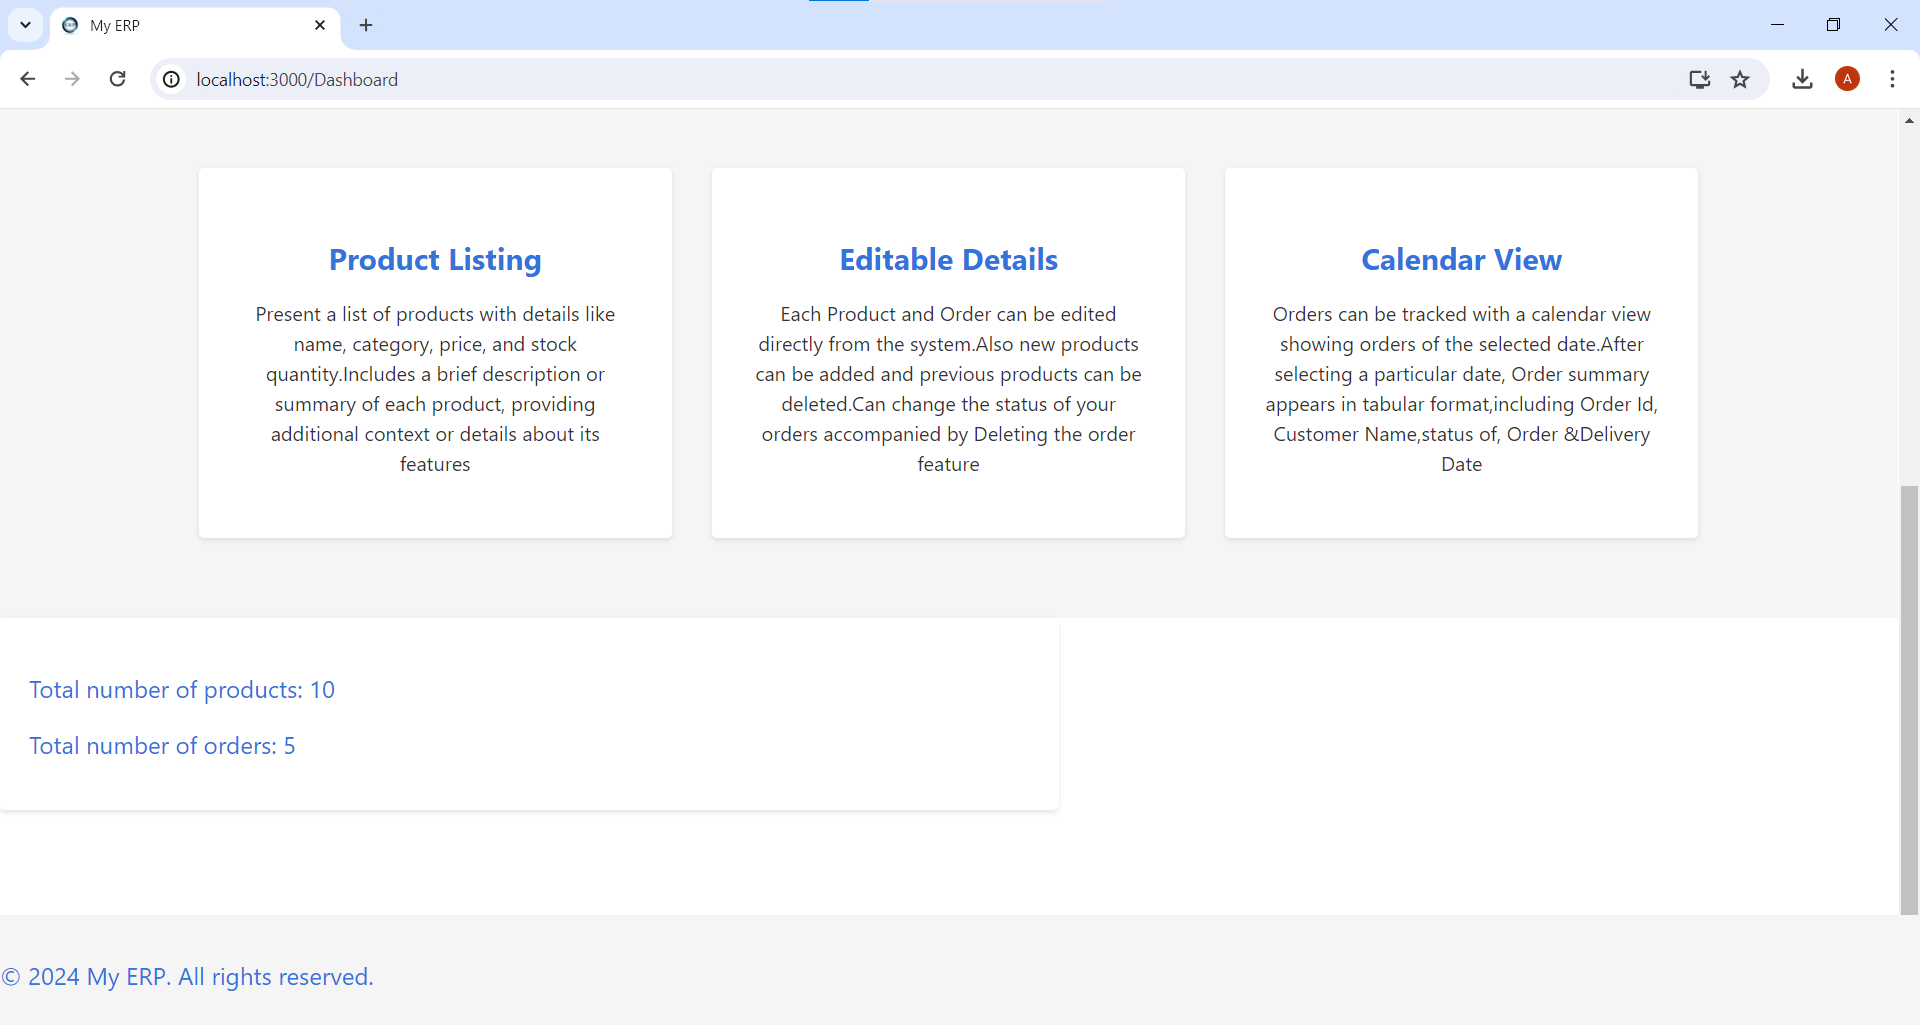 My ERP
localhost:3000/Dashboard
A
Product Listing
Present a list of products with details like
name, category, price, and stock
quantity.Includes a brief description or
summary of each product, providing
additional context or details about its
features
Editable Details
Each Product and Order can be edited
directly from the system.Also new products
can be added and previous products can be
deleted.Can change the status of your
orders accompanied by Deleting the order
feature
Calendar View
Orders can be tracked with a calendar view
showing orders of the selected date.After
selecting a particular date, Order summary
appears in tabular format,including Order Id,
Customer Name,status of, Order &Delivery
Date
Total number of products: 10
Total number of orders: 5
© 2024 My ERP. All rights reserved.